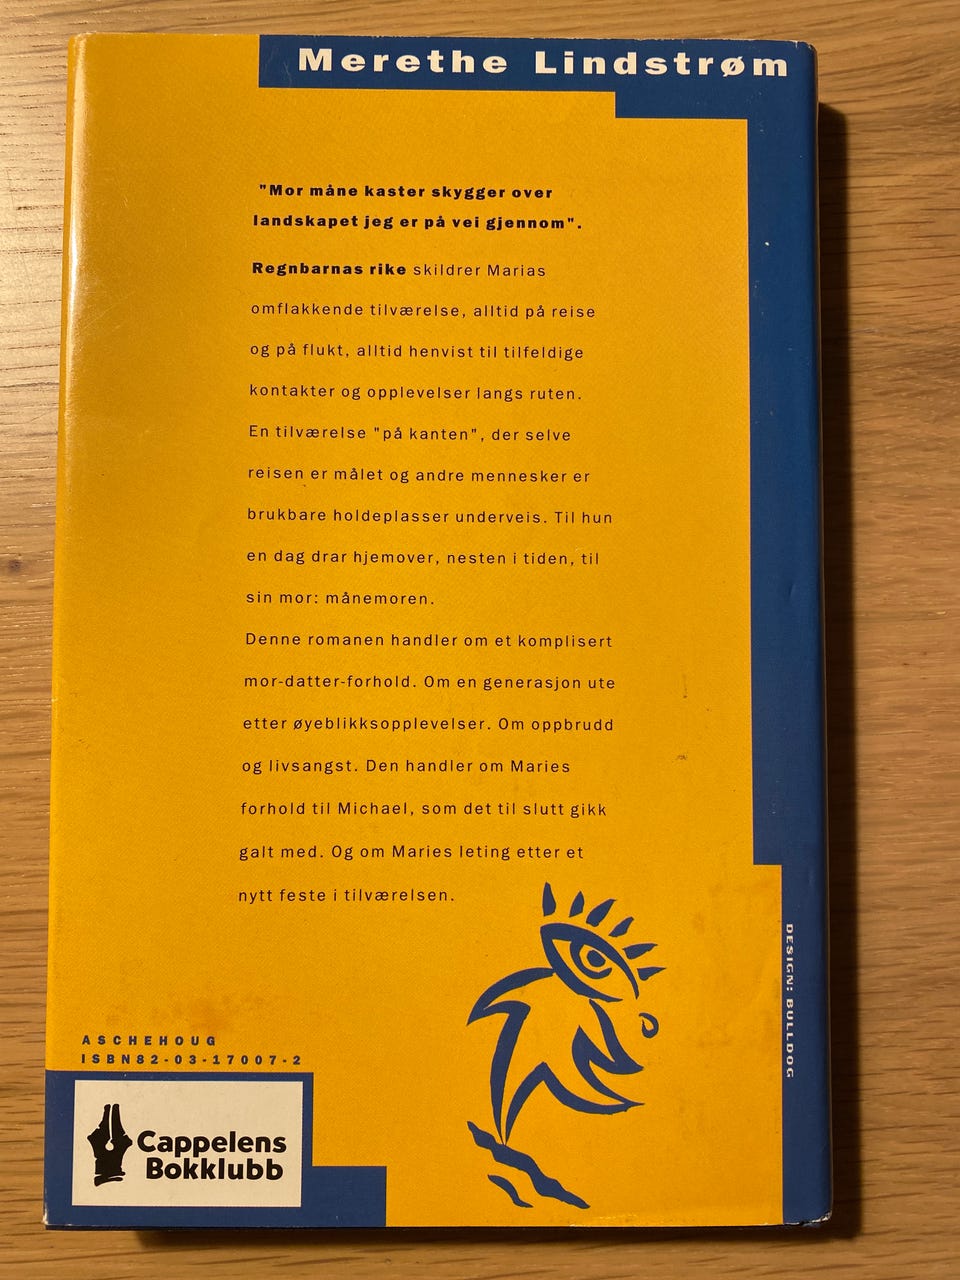 Merethe Lindstrøm
"Mor måne kaster skygger over
landskapet jeg er på vei gjennom".
Regnbarnas rike skildrer Marias
omflakkende tilværelse, alltid på reise
og på flukt, alltid henvist til tilfeldige
kontakter og opplevelser langs ruten.
En tilværelse "på kanten", der selve
reisen er målet og andre mennesker er
brukbare holdeplasser underveis. Til hun
en dag drar hjemover, nesten i tiden, til
sin mor: månemoren.
Denne romanen handler om et komplisert
mor-datter-forhold. Om en generasjon ute
etter øyeblikksopplevelser. Om oppbrudd
og livsangst. Den handler om Maries
forhold til Michael, som det til slutt gikk
galt med. Og om Maries leting etter et
nytt feste i tilværelsen.
DESIGN: BULLDOG
ASCHEHOUG
ISBN82-03-17007-2
Cappelens
Bokklubb